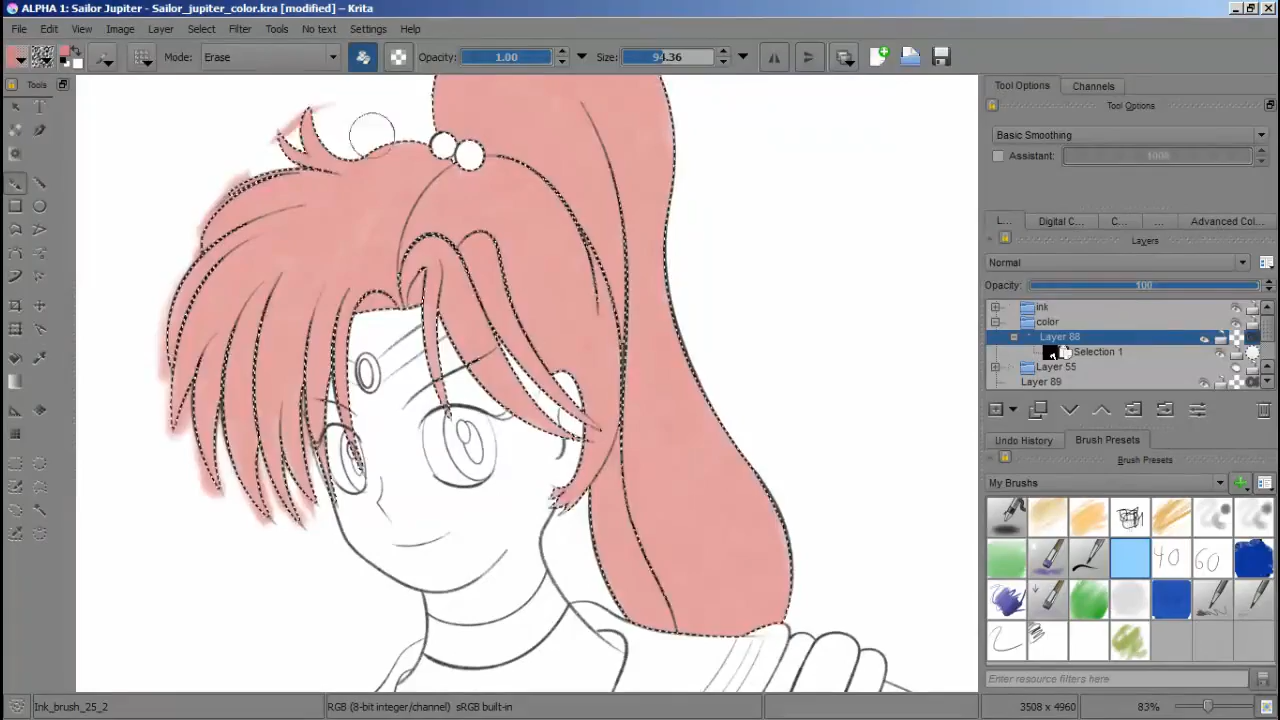 ALPHA 1: Sailor Jupiter - Sailor_jupiter_color.kra [modified] – Krita
File Edit View Image Layer Select Filter Tools No text Settings Help
Mode: Erase Opacity: 1.00 Size: 94.36
Tools
Tool Options Channels
Tool Options
Basic Smoothing
Assistant: 1000
L... Digital C... C... ... Advanced Col...
Layers
Normal
Opacity: 100
ink
color
Layer 88
Selection 1
Layer 55
Layer 89
Undo History Brush Presets
Brush Presets
My Brushes
40 60
Enter resource filters here
Ink_brush_25_2 sRGB (8-bit integer/channel) sRGB built-in 3508 x 4960 83%